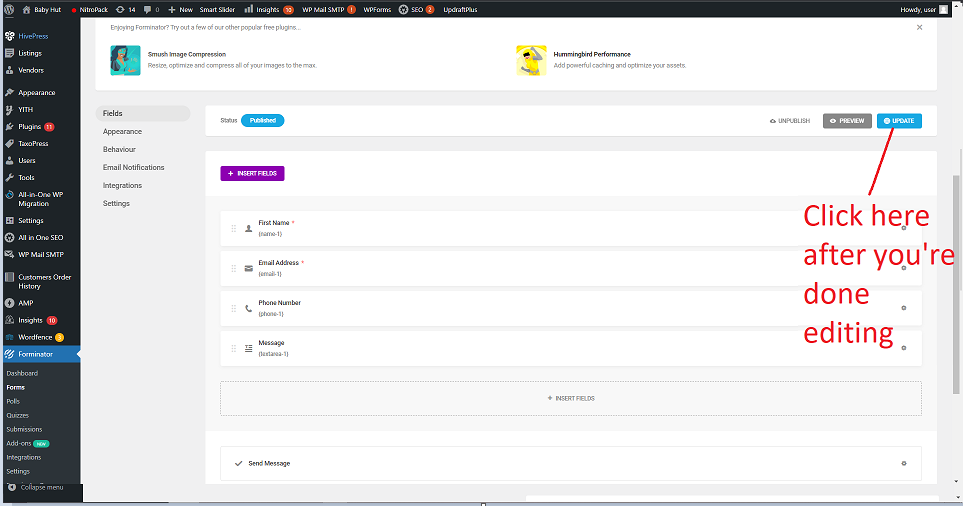 Baby Hut NitroPack 14 0 New Smart Slider Insights 10 WP Mail SMTP ! WPForms SEO 2 UpdraftPlus Howdy, user
Enjoying Forminator? Try out a few of our other popular free plugins...
Smush Image Compression
Resize, optimize and compress all of your images to the max.
Hummingbird Performance
Add powerful caching and optimize your assets.
HivePress
Listings
Vendors
Appearance
YITH
Plugins 11
TaxoPress
Users
Tools
All-in-One WP
Migration
Settings
All in One SEO
WP Mail SMTP
Customers Order
History
AMP
Insights 10
Wordfence 3
Forminator
Dashboard
Forms
Polls
Quizzes
Submissions
Add-ons NEW
Integrations
Settings
Collapse menu
Fields
Appearance
Behaviour
Email Notifications
Integrations
Settings
Status Published UNPUBLISH PREVIEW UPDATE
+ INSERT FIELDS
First Name *
(name-1)
Email Address *
(email-1)
Phone Number
(phone-1)
Message
(textarea-1)
+ INSERT FIELDS
Send Message
Click here
after you're
done
editing